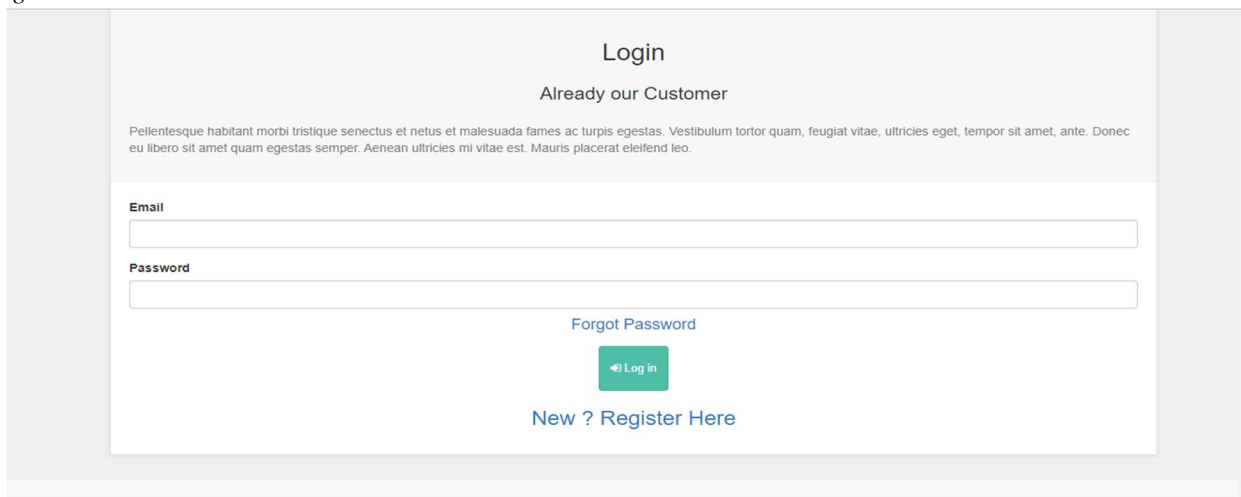 Login
Already our Customer
Pellentesque habitant morbi tristique senectus et netus et malesuada fames ac turpis egestas. Vestibulum tortor quam, feugiat vitae, ultricies eget, tempor sit amet, ante. Donec
eu libero sit amet quam egestas semper. Aenean ultricies mi vitae est. Mauris placerat eleifend leo.
Email
Password
Forgot Password
Log in
New ? Register Here